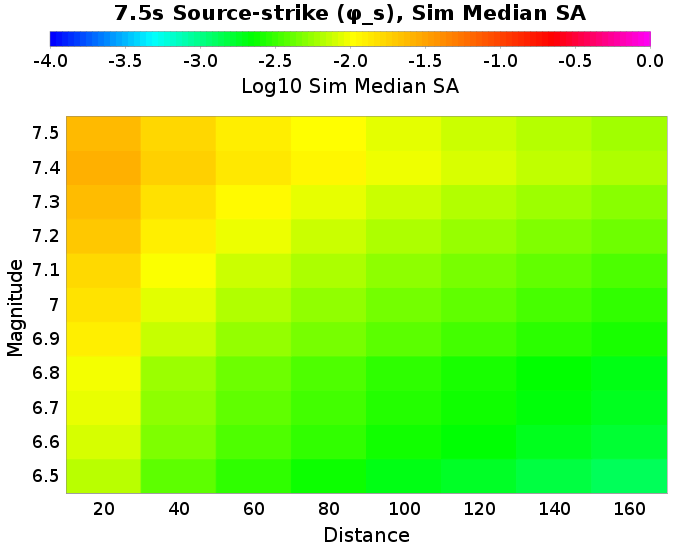 7.5s Source-strike (φ_s), Sim Median SA
-4.0 -3.5 -3.0 -2.5 -2.0 -1.5 -1.0 -0.5 0.0
Log10 Sim Median SA
7.5
7.4
7.3
7.2
7.1
7
6.9
6.8
6.7
6.6
6.5
Magnitude
20 40 60 80 100 120 140 160
Distance